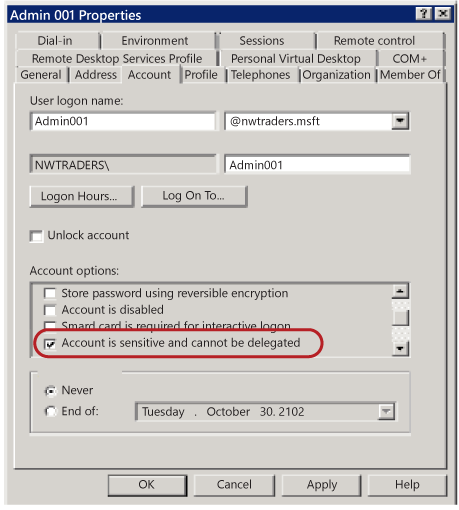 Admin 001 Properties
Dial-in Environment Sessions Remote control
Remote Desktop Services Profile Personal Virtual Desktop COM+
General Address Account Profile Telephones Organization Member Of
User logon name:
Admin001 @nwtraders.msft
NWTRADERS\ Admin001
Logon Hours... Log On To...
Unlock account
Account options:
Store password using reversible encryption
Account is disabled
Smard card is required for interactive logon
Account is sensitive and cannot be delegated
Never
End of: Tuesday . October 30. 2102
OK Cancel Apply Help